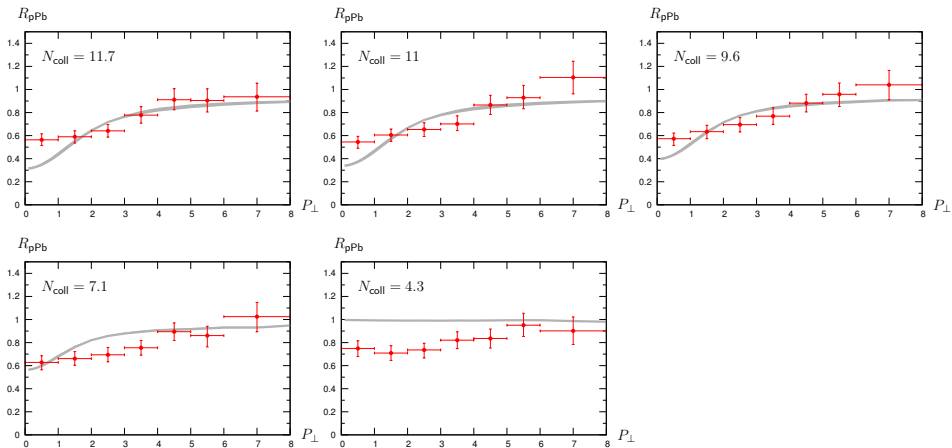 R_pPb R_pPb R_pPb
1.4 1.4 1.4
N_coll = 11.7 N_coll = 11 N_coll = 9.6
1.2 1.2 1.2
1 1 1
0.8 0.8 0.8
0.6 0.6 0.6
0.4 0.4 0.4
0.2 0.2 0.2
0 0 0
0 1 2 3 4 5 6 7 8 P_⊥ 0 1 2 3 4 5 6 7 8 P_⊥ 0 1 2 3 4 5 6 7 8 P_⊥
R_pPb R_pPb
1.4 1.4
N_coll = 7.1 N_coll = 4.3
1.2 1.2
1 1
0.8 0.8
0.6 0.6
0.4 0.4
0.2 0.2
0 0
0 1 2 3 4 5 6 7 8 P_⊥ 0 1 2 3 4 5 6 7 8 P_⊥